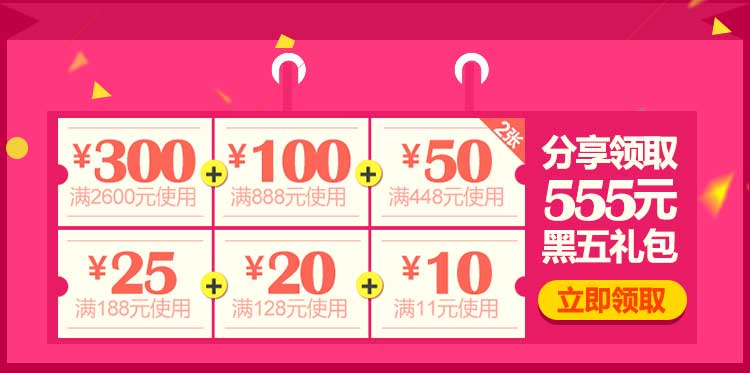 ¥300 + ¥100 + ¥50 2张
满2600元使用 满888元使用 满448元使用
¥25 + ¥20 + ¥10
满188元使用 满128元使用 满11元使用
分享领取
555元
黑五礼包
立即领取